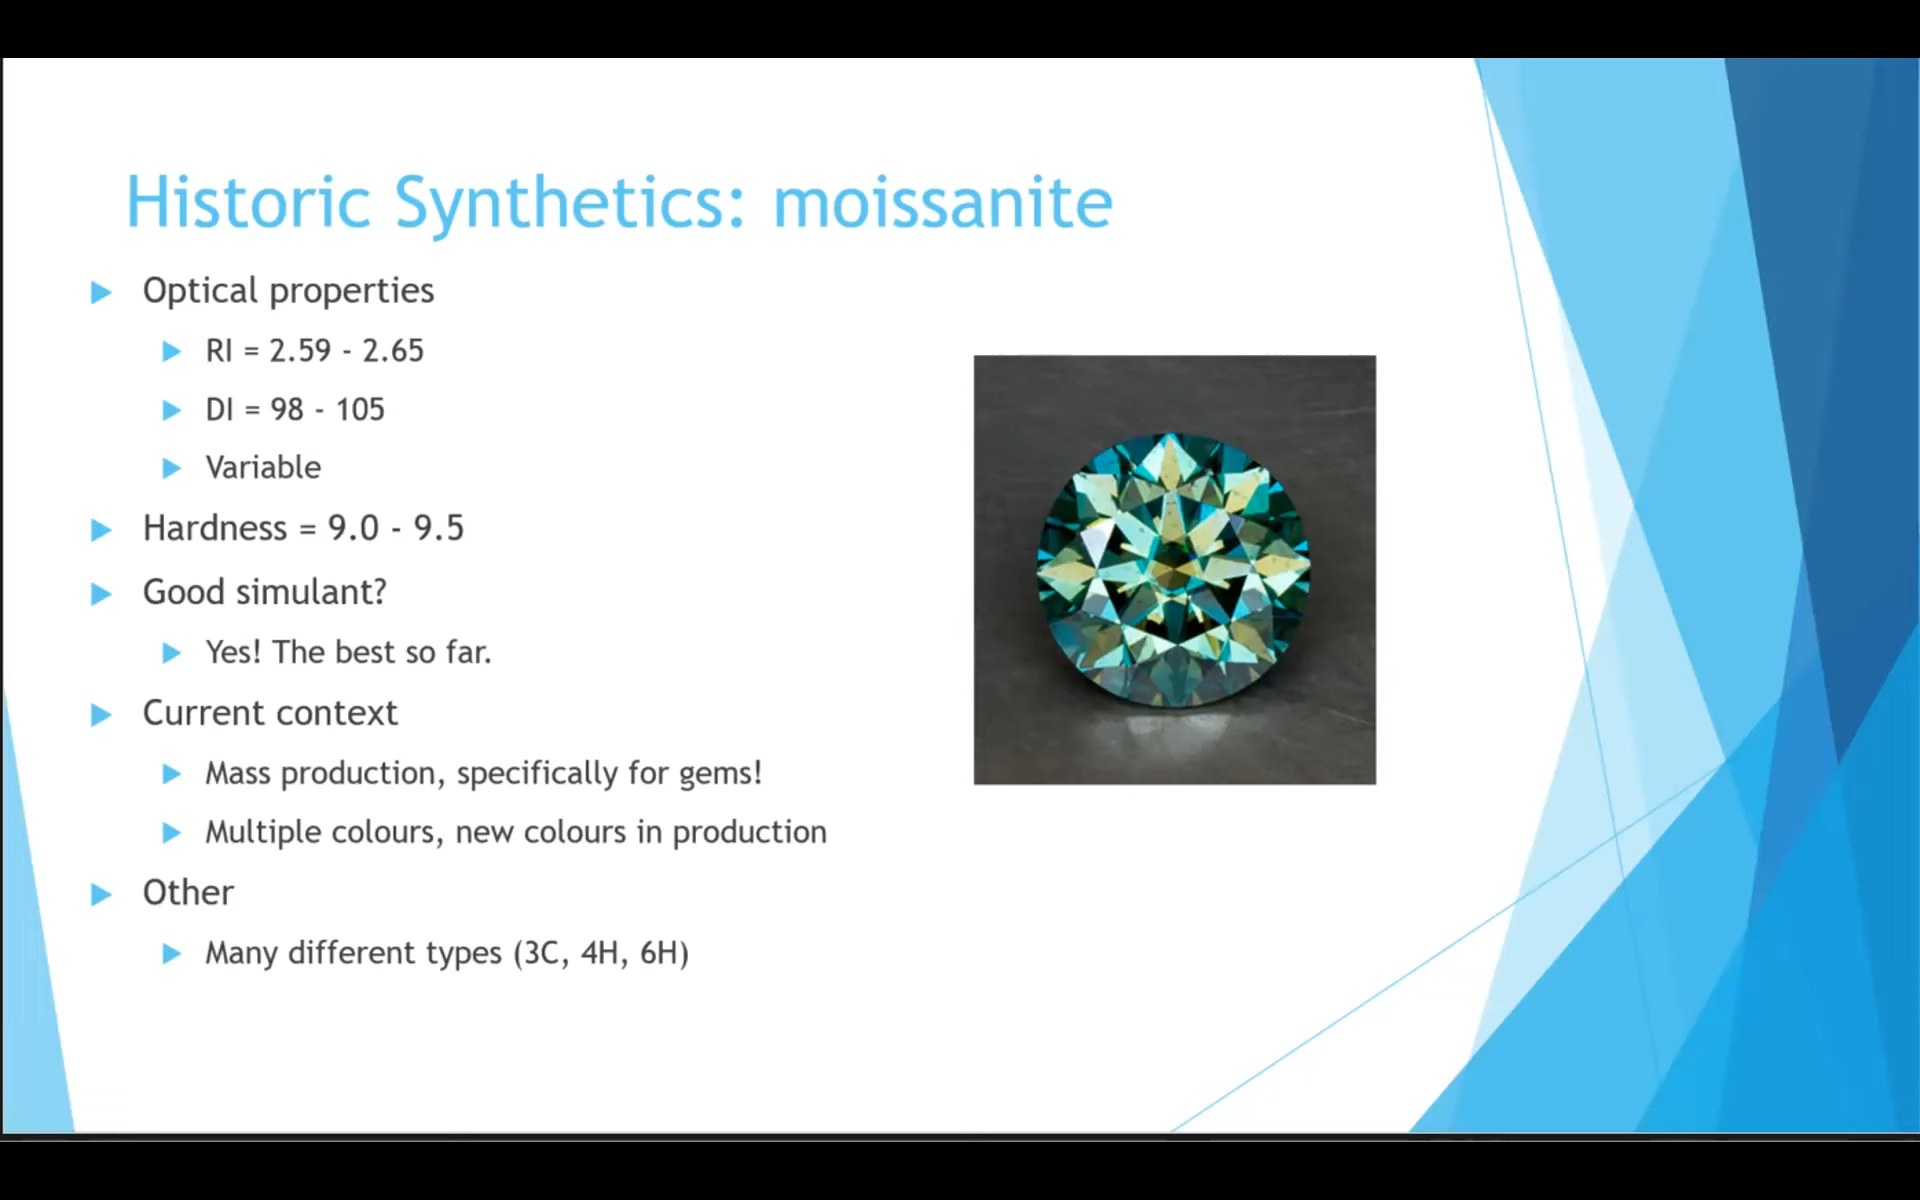 Historic Synthetics: moissanite
Optical properties
RI = 2.59 - 2.65
DI = 98 - 105
Variable
Hardness = 9.0 - 9.5
Good simulant?
Yes! The best so far.
Current context
Mass production, specifically for gems!
Multiple colours, new colours in production
Other
Many different types (3C, 4H, 6H)